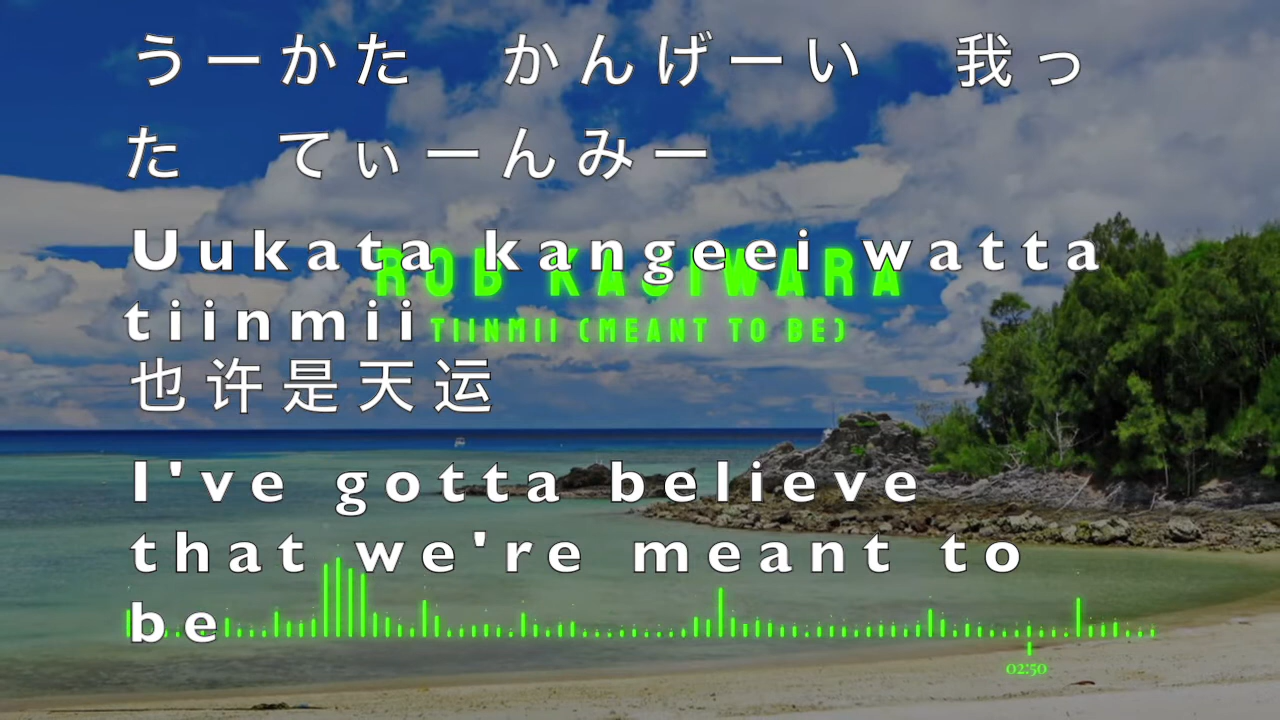 うーかた　かんげーい　我っ
た　てぃーんみー
Uukata kangeei watta
ROB KAJIWARA
tiinmii
TIINMII (MEANT TO BE)
也许是天运
I've gotta believe
that we're meant to
be
02:50